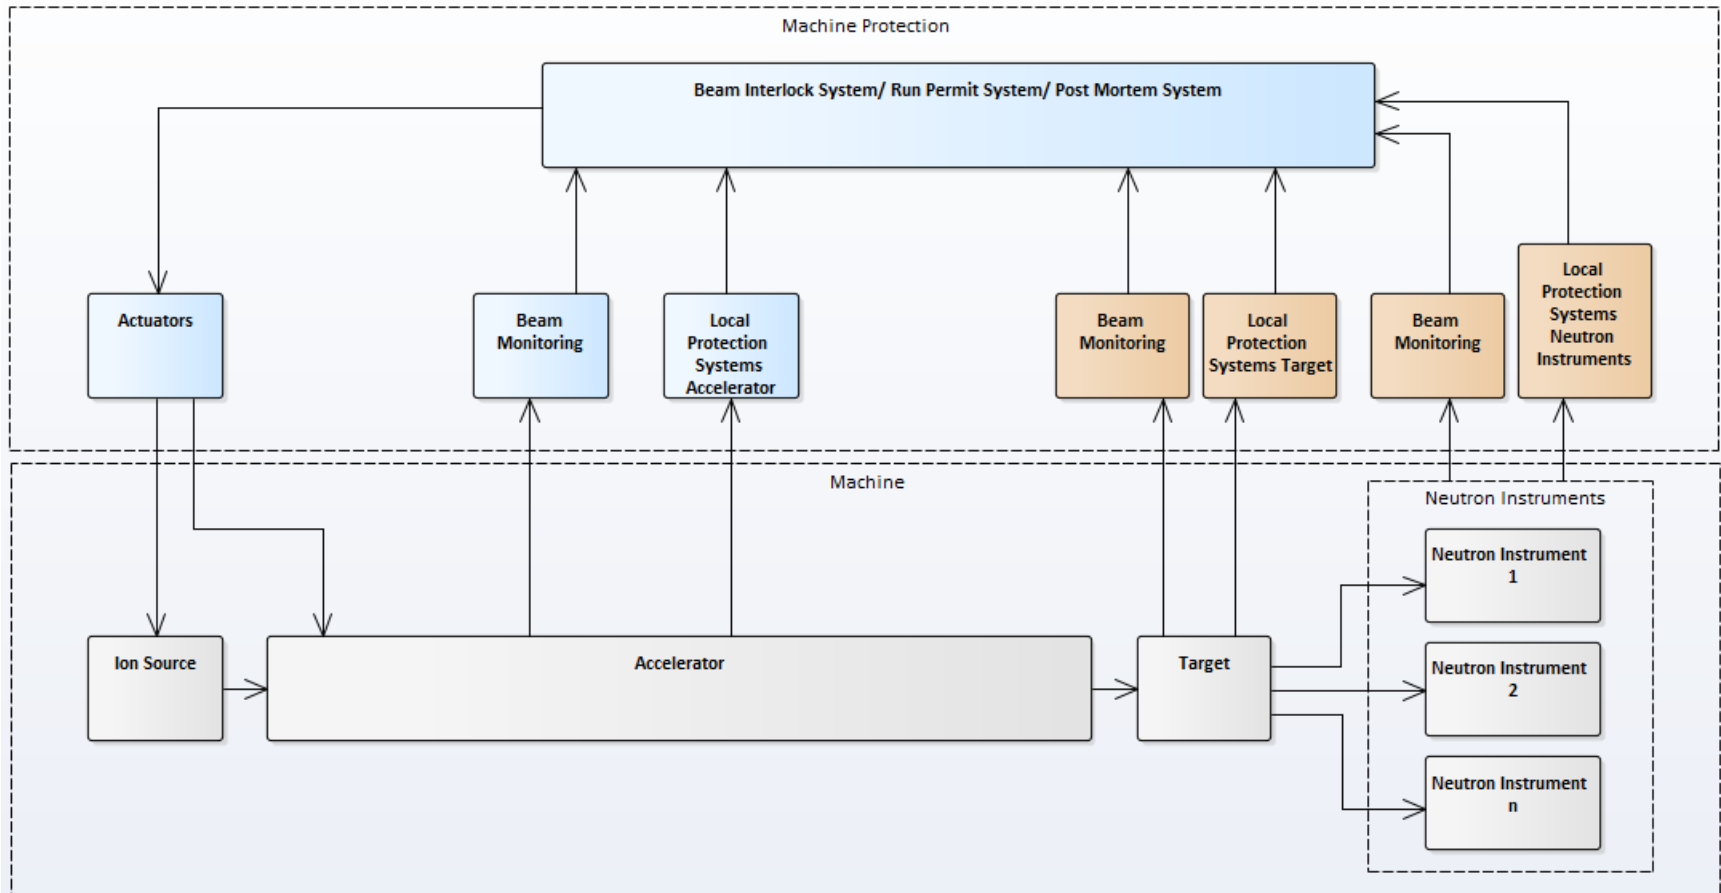 Machine Protection
Beam Interlock System/ Run Permit System/ Post Mortem System
Actuators
Beam
Monitoring
Local
Protection
Systems
Accelerator
Beam
Monitoring
Local
Protection
Systems Target
Beam
Monitoring
Local
Protection
Systems
Neutron
Instruments
Machine
Neutron Instruments
Neutron Instrument
1
Ion Source
Accelerator
Target
Neutron Instrument
2
Neutron Instrument
n